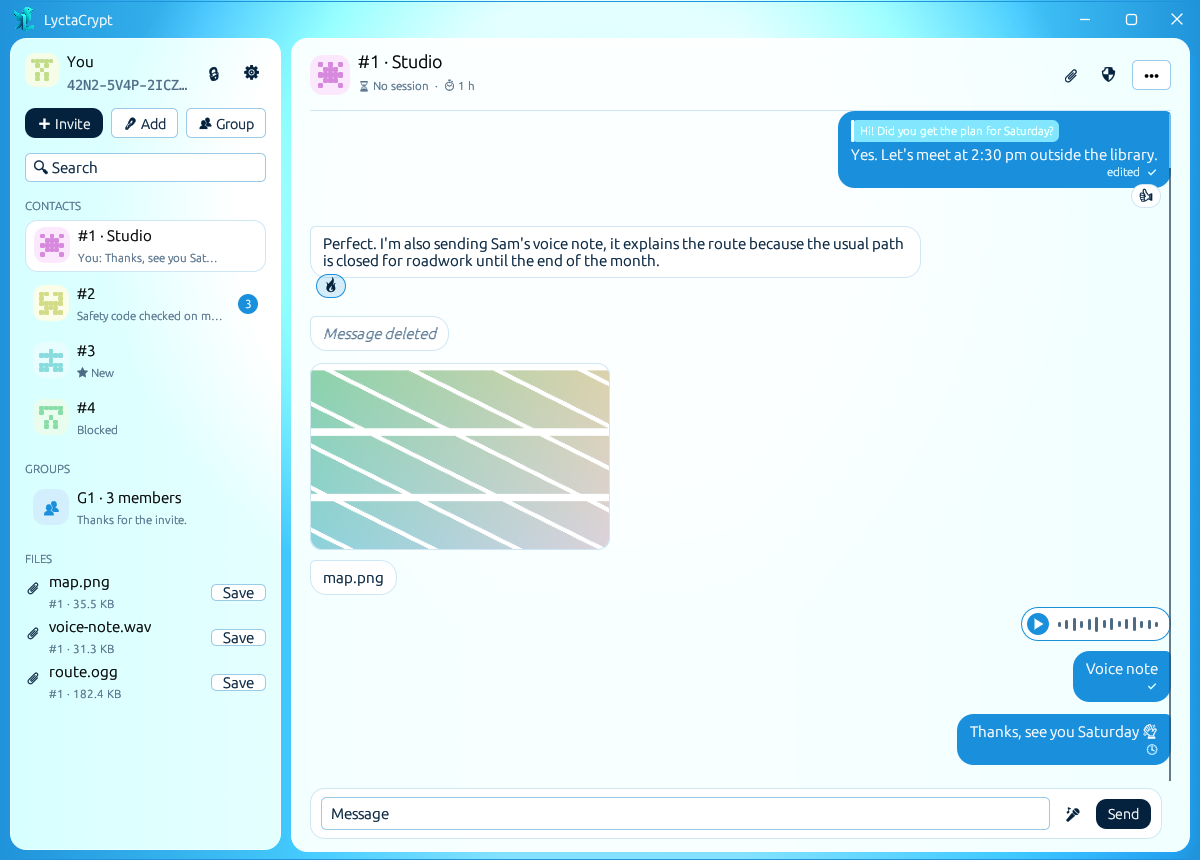 LyctaCrypt
You
42N2-5V4P-2ICZ…
Invite
Add
Group
Search
CONTACTS
#1 · Studio
You: Thanks, see you Sat…
#2
Safety code checked on m…
3
#3
New
#4
Blocked
GROUPS
G1 · 3 members
Thanks for the invite.
FILES
map.png
#1 · 35.5 KB
Save
voice-note.wav
#1 · 31.3 KB
Save
route.ogg
#1 · 182.4 KB
Save
#1 · Studio
No session · 1 h
Hi! Did you get the plan for Saturday?
Yes. Let's meet at 2:30 pm outside the library.
edited
Perfect. I'm also sending Sam's voice note, it explains the route because the usual path
is closed for roadwork until the end of the month.
Message deleted
map.png
Voice note
Thanks, see you Saturday 👋
Message
Send